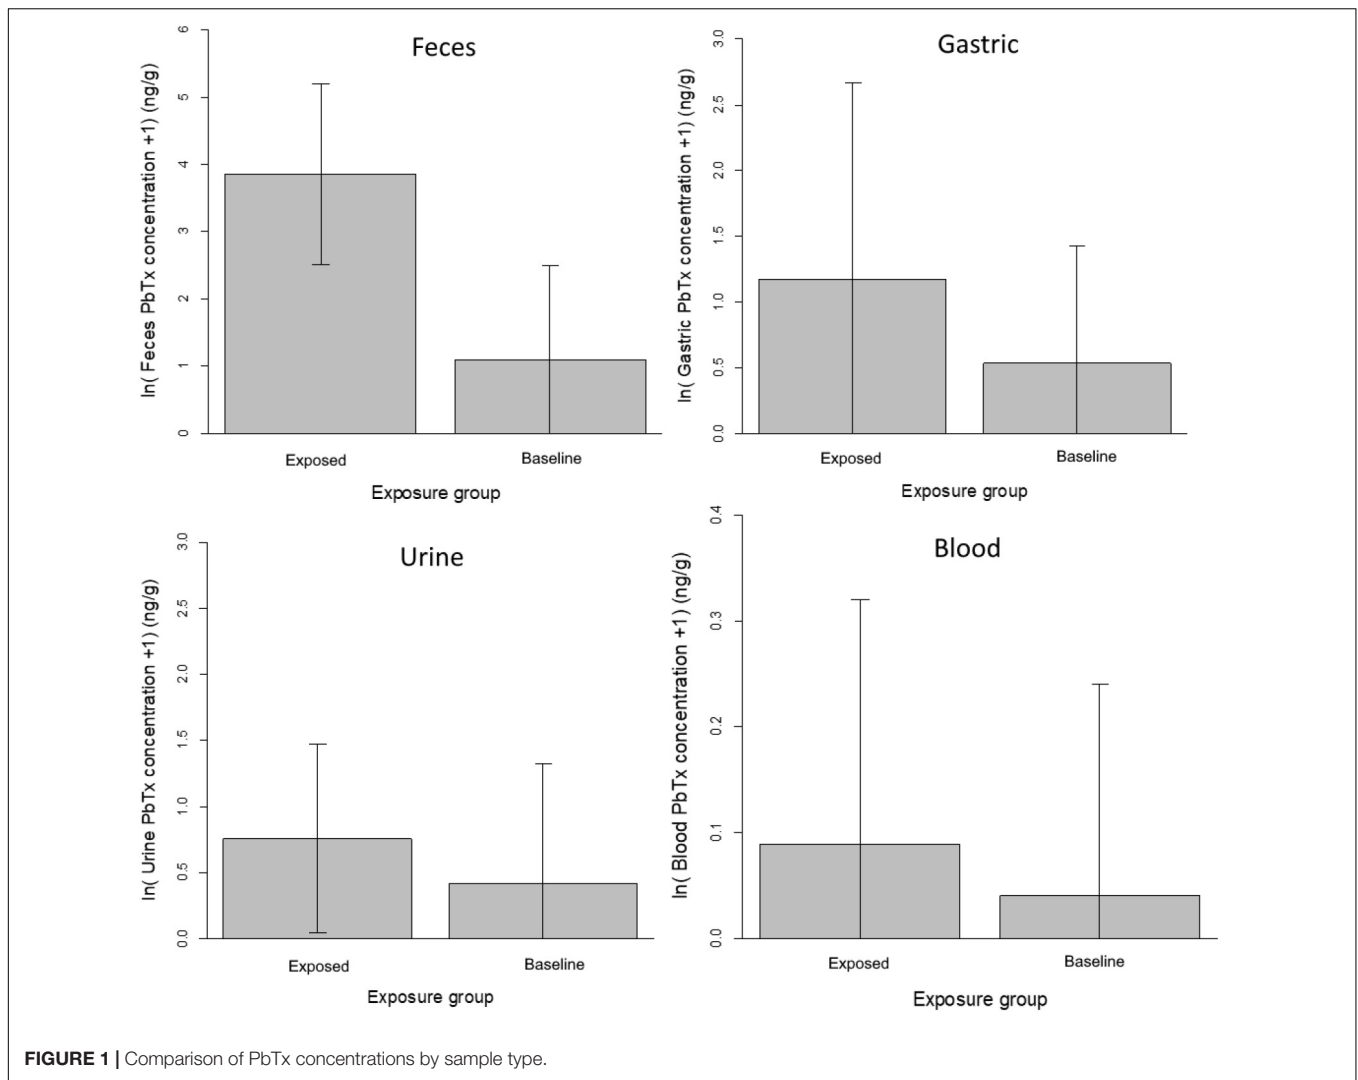 Feces
ln( Feces PbTx concentration +1) (ng/g)
6
5
4
3
2
1
0
Exposed
Baseline
Exposure group
Gastric
ln( Gastric PbTx concentration +1) (ng/g)
3.0
2.5
2.0
1.5
1.0
0.5
0.0
Exposed
Baseline
Exposure group
Urine
ln( Urine PbTx concentration +1) (ng/g)
3.0
2.5
2.0
1.5
1.0
0.5
0.0
Exposed
Baseline
Exposure group
Blood
ln( Blood PbTx concentration +1) (ng/g)
0.4
0.3
0.2
0.1
0.0
Exposed
Baseline
Exposure group
FIGURE 1 | Comparison of PbTx concentrations by sample type.